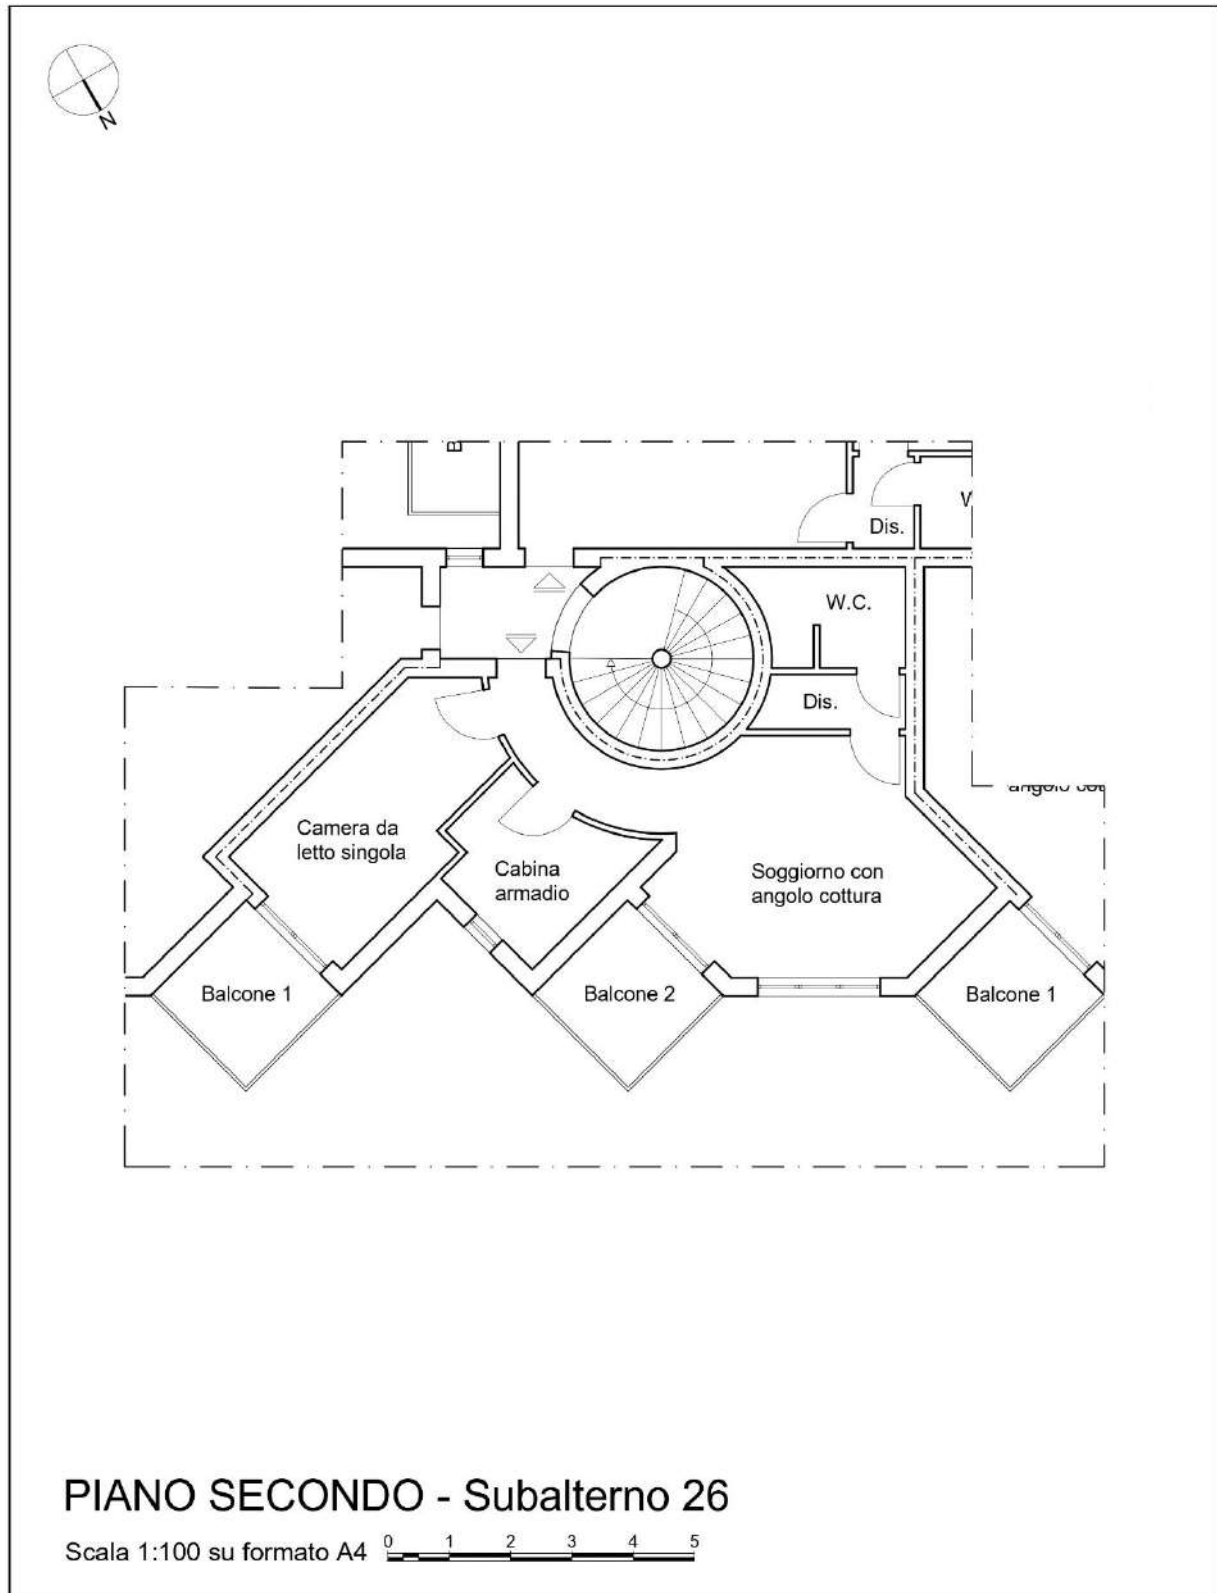 N
Dis.
W.C.
Dis.
Camera da
letto singola
Cabina
armadio
Soggiorno con
angolo cottura
Balcone 1
Balcone 2
Balcone 1
PIANO SECONDO - Subalterno 26
Scala 1:100 su formato A4
0 1 2 3 4 5